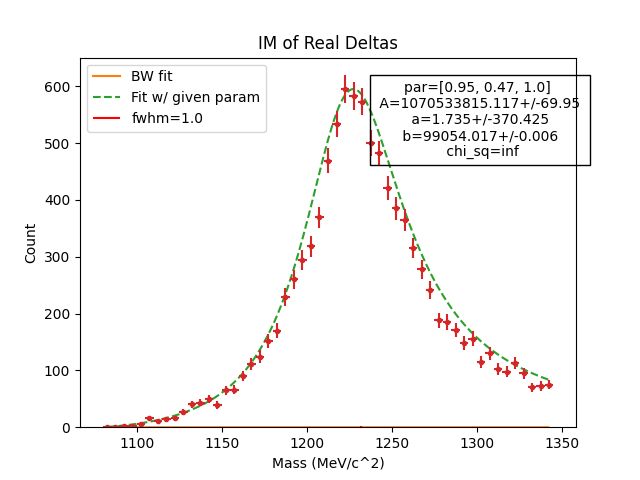 IM of Real Deltas
BW fit
Fit w/ given param
fwhm=1.0
par=[0.95, 0.47, 1.0]
A=1070533815.117+/-69.95
a=1.735+/-370.425
b=99054.017+/-0.006
chi_sq=inf
Count
600
500
400
300
200
100
0
1100
1150
1200
1250
1300
1350
Mass (MeV/c^2)